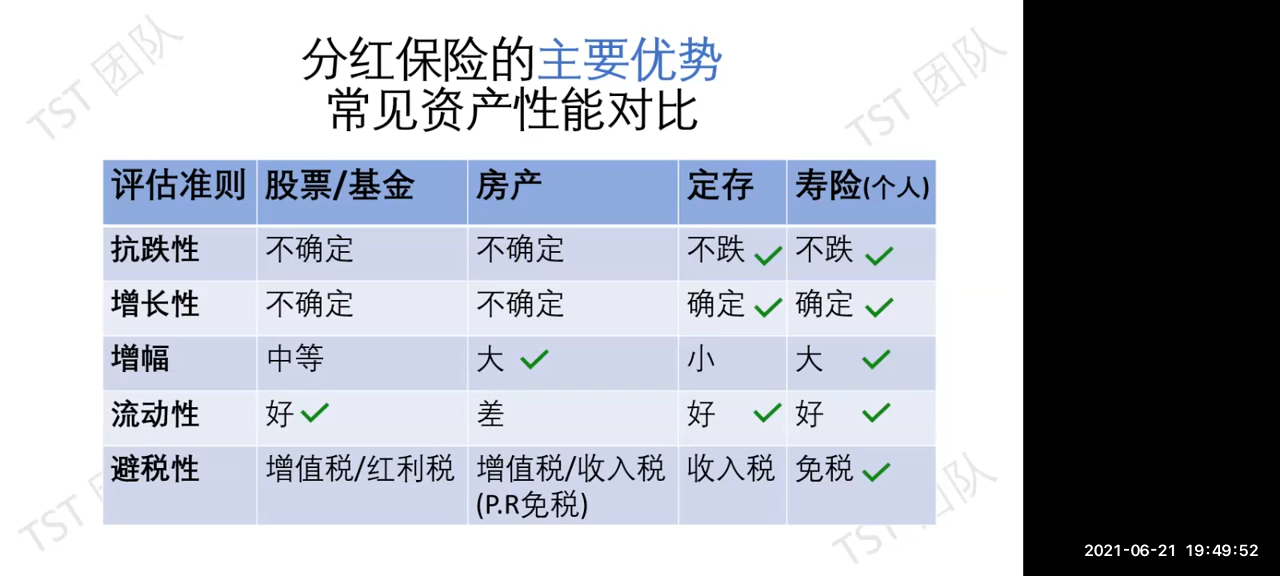 TST 团队
TST 团队
分红保险的主要优势
常见资产性能对比
评估准则 股票/基金 房产 定存 寿险(个人)
抗跌性 不确定 不确定 不跌 不跌
增长性 不确定 不确定 确定 确定
增幅 中等 大 小 大
流动性 好 差 好 好
避税性 增值税/红利税 增值税/收入税 收入税 免税
(P.R免税)
TST 团
TST 团队
2021-06-21 19:49:52